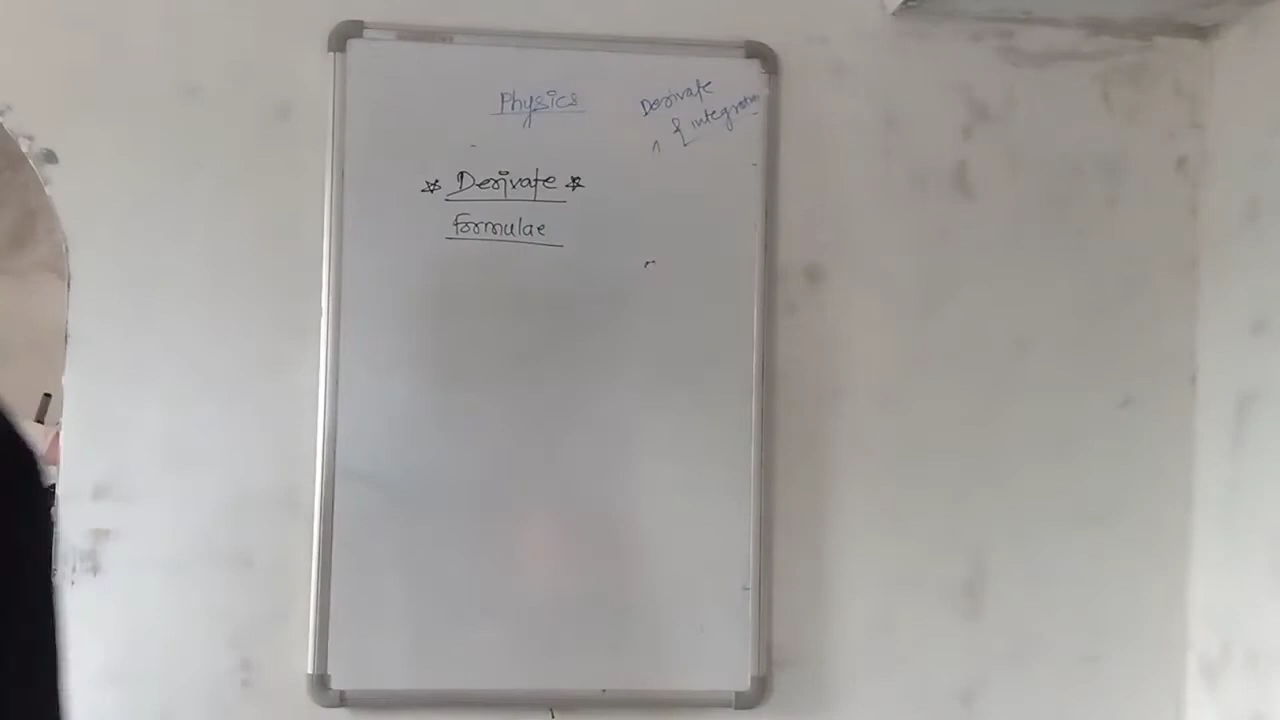 Physics
Derivate
& integration
* Derivate *
formulae